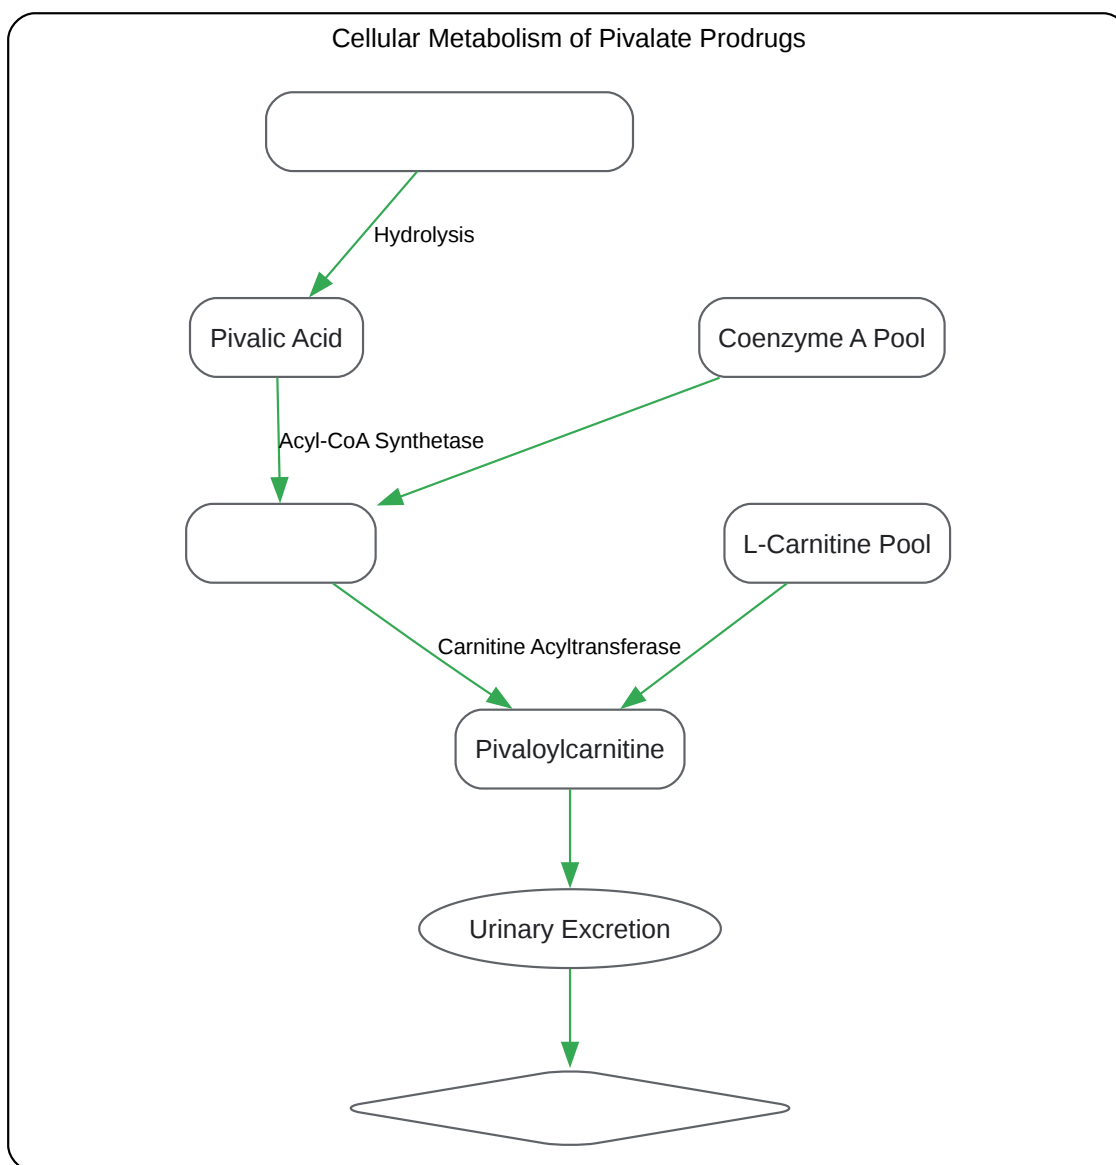 Cellular Metabolism of Pivalate Prodrugs
Hydrolysis
Pivalic Acid
Coenzyme A Pool
Acyl-CoA Synthetase
L-Carnitine Pool
Carnitine Acyltransferase
Pivaloylcarnitine
Urinary Excretion